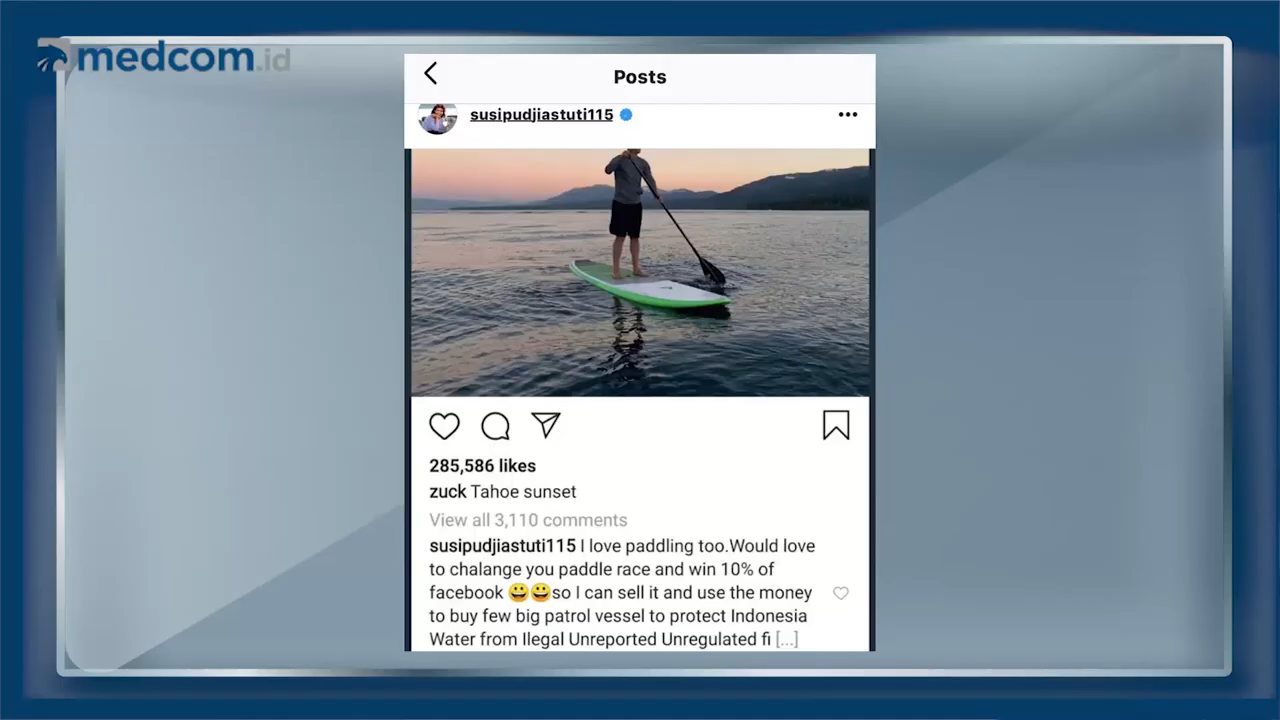 medcom.id
Posts
susipudjiastuti115
285,586 likes
zuck Tahoe sunset
View all 3,110 comments
susipudjiastuti115 I love paddling too.Would love
to chalange you paddle race and win 10% of
facebook 😀😀so I can sell it and use the money
to buy few big patrol vessel to protect Indonesia
Water from Ilegal Unreported Unregulated fi [...]